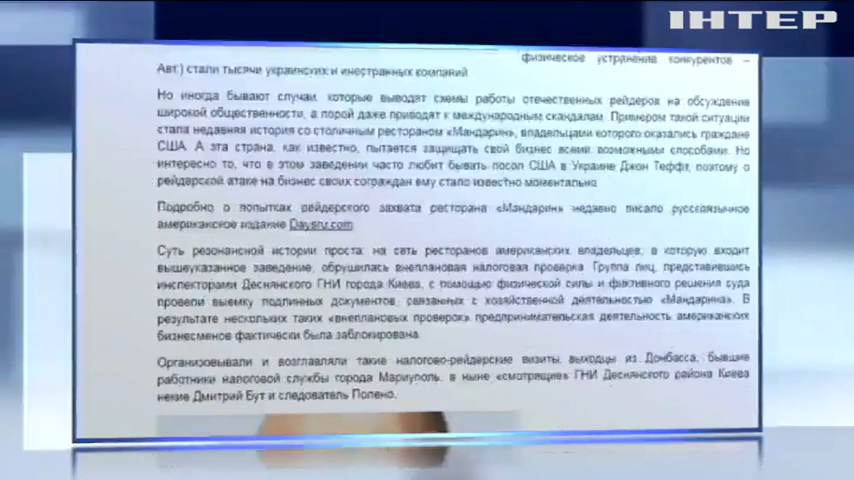 ІНТЕР
физическое устранение конкурентов –
Авт.) стали тысячи украинских и иностранных компаний.
Но иногда бывают случаи, которые выводят схемы работы отечественных рейдеров на обсуждение
широкой общественности, а порой даже приводят к международным скандалам. Примером такой ситуации
стала недавняя история со столичным рестораном «Мандарин», владельцами которого оказались граждане
США. А эта страна, как известно, пытается защищать свой бизнес всеми возможными способами. Но
интересно то, что в этом заведении часто любит бывать посол США в Украине Джон Теффт, поэтому о
рейдерской атаке на бизнес своих сограждан ему стало известно моментально.
Подробно о попытках рейдерского захвата ресторана «Мандарин» недавно писало русскоязычное
американское издание Daysru.com
Суть резонансной истории проста: на сеть ресторанов американских владельцев, в которую входит
вышеуказанное заведение, обрушилась внеплановая налоговая проверка. Группа лиц, представившись
инспекторами Деснянского ГНИ города Киева, с помощью физической силы и фактивного решения суда
провели выемку подлинных документов, связанных с хозяйственной деятельностью «Мандарина». В
результате нескольких таких «внеплановых проверок» предпринимательская деятельность американских
бизнесменов фактически была заблокирована.
Организовывали и возглавляли такие налогово-рейдерские визиты выходцы из Донбасса, бывшие
работники налоговой службы города Мариуполь, а ныне «смотрящие» ГНИ Деснянского района Киева
некие Дмитрий Бут и следователь Полено.